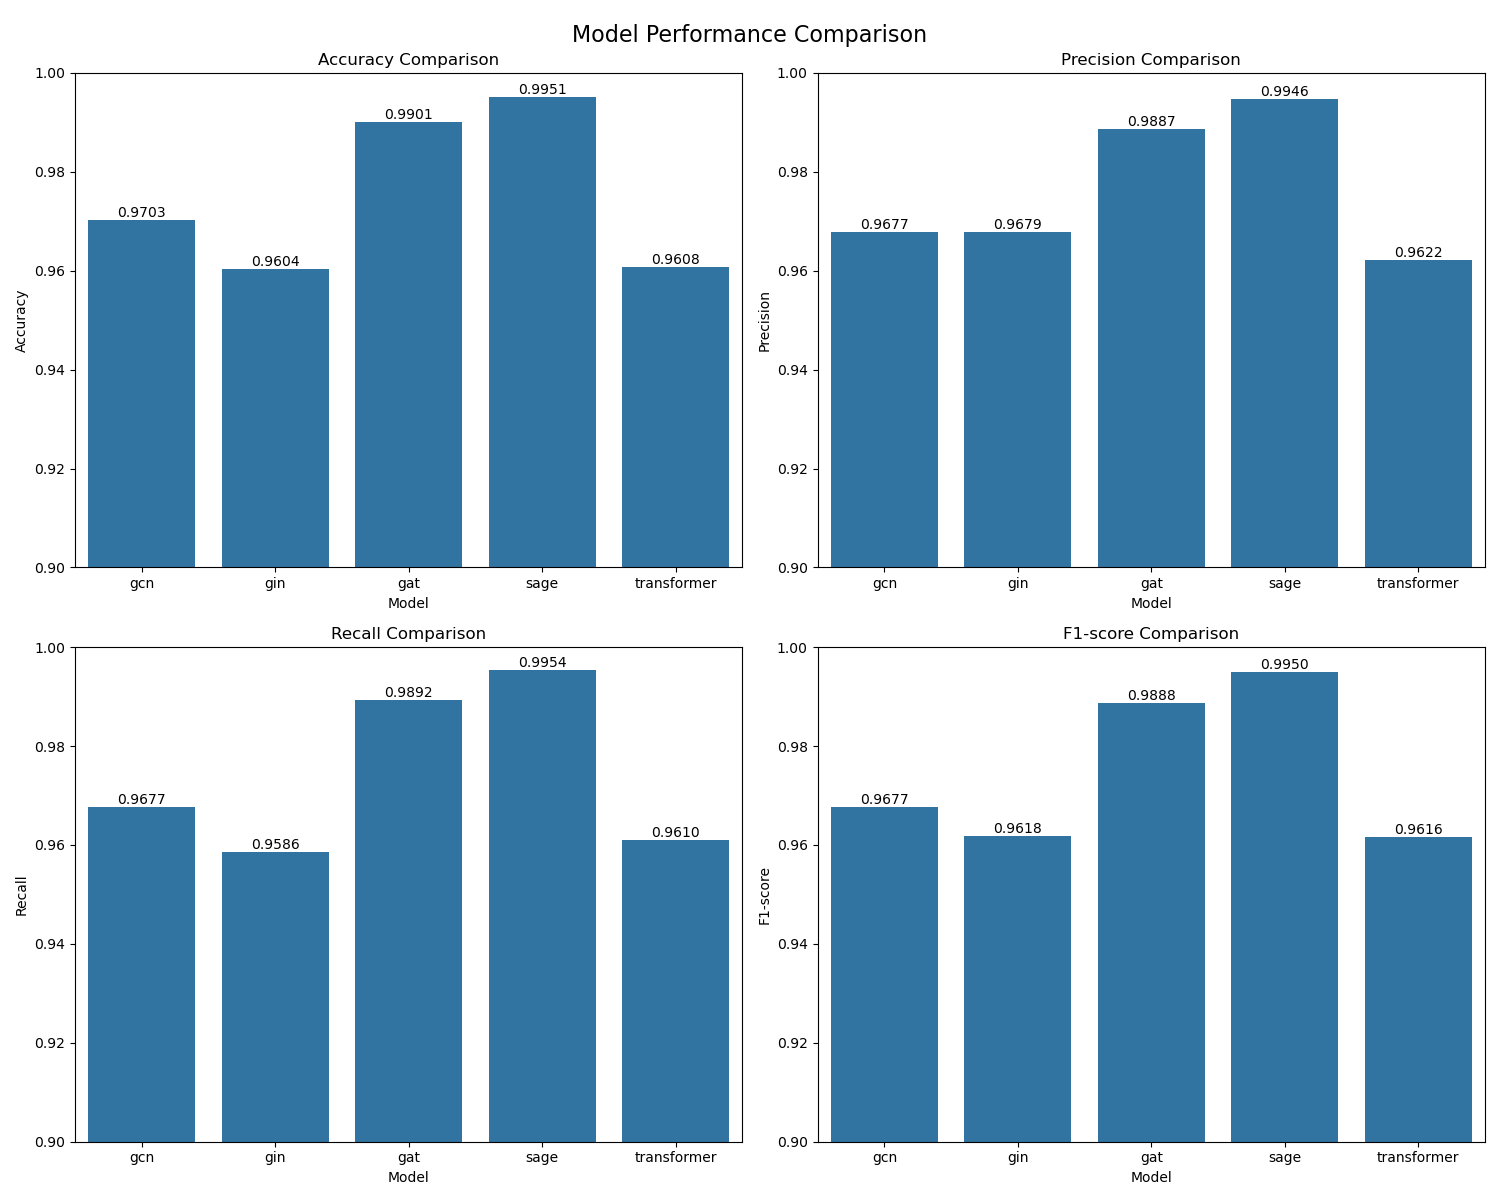 Model Performance Comparison
Accuracy Comparison
1.00
0.98
0.96
0.94
0.92
0.90
Accuracy
0.9703
0.9604
0.9901
0.9951
0.9608
gcn
gin
gat
sage
transformer
Model
Precision Comparison
1.00
0.98
0.96
0.94
0.92
0.90
Precision
0.9677
0.9679
0.9887
0.9946
0.9622
gcn
gin
gat
sage
transformer
Model
Recall Comparison
1.00
0.98
0.96
0.94
0.92
0.90
Recall
0.9677
0.9586
0.9892
0.9954
0.9610
gcn
gin
gat
sage
transformer
Model
F1-score Comparison
1.00
0.98
0.96
0.94
0.92
0.90
F1-score
0.9677
0.9618
0.9888
0.9950
0.9616
gcn
gin
gat
sage
transformer
Model